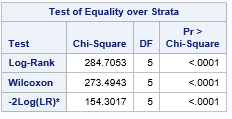 Test of Equality over Strata
Test Chi-Square DF Pr > Chi-Square
Log-Rank 284.7053 5 <.0001
Wilcoxon 273.4943 5 <.0001
-2Log(LR)* 154.3017 5 <.0001